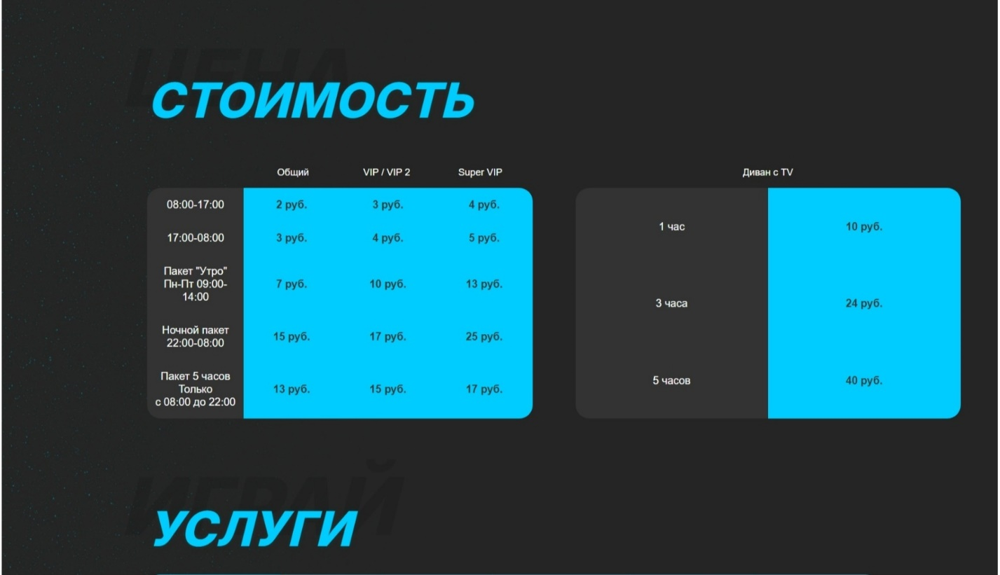 ЦЕНА
СТОИМОСТЬ
Общий VIP / VIP 2 Super VIP
08:00-17:00 2 руб. 3 руб. 4 руб.
17:00-08:00 3 руб. 4 руб. 5 руб.
Пакет "Утро"
Пн-Пт 09:00-
14:00
7 руб. 10 руб. 13 руб.
Ночной пакет
22:00-08:00
15 руб. 17 руб. 25 руб.
Пакет 5 часов
Только
с 08:00 до 22:00
13 руб. 15 руб. 17 руб.
Диван с TV
1 час 10 руб.
3 часа 24 руб.
5 часов 40 руб.
ИГРАЙ
УСЛУГИ